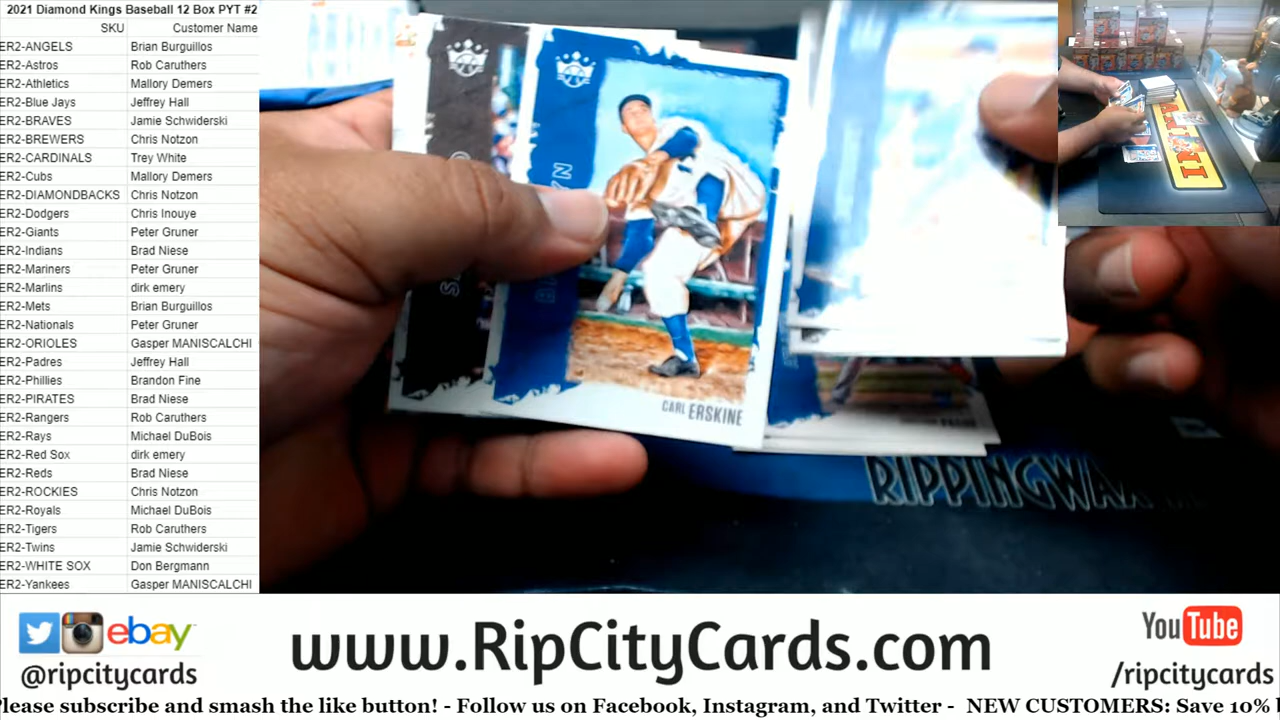 2021 Diamond Kings Baseball 12 Box PYT #2
SKU Customer Name
ER2-ANGELS Brian Burguillos
ER2-Astros Rob Caruthers
ER2-Athletics Mallory Demers
ER2-Blue Jays Jeffrey Hall
ER2-BRAVES Jamie Schwiderski
ER2-BREWERS Chris Notzon
ER2-CARDINALS Trey White
ER2-Cubs Mallory Demers
ER2-DIAMONDBACKS Chris Notzon
ER2-Dodgers Chris Inouye
ER2-Giants Peter Gruner
ER2-Indians Brad Niese
ER2-Mariners Peter Gruner
ER2-Marlins dirk emery
ER2-Mets Brian Burguillos
ER2-Nationals Peter Gruner
ER2-ORIOLES Gasper MANISCALCHI
ER2-Padres Jeffrey Hall
ER2-Phillies Brandon Fine
ER2-PIRATES Brad Niese
ER2-Rangers Rob Caruthers
ER2-Rays Michael DuBois
ER2-Red Sox dirk emery
ER2-Reds Brad Niese
ER2-ROCKIES Chris Notzon
ER2-Royals Michael DuBois
ER2-Tigers Rob Caruthers
ER2-Twins Jamie Schwiderski
ER2-WHITE SOX Don Bergmann
ER2-Yankees Gasper MANISCALCHI
CARL ERSKINE
RIPPINGWAX
PANINI
ebay
@ripcitycards
www.RipCityCards.com
YouTube
/ripcitycards
Please subscribe and smash the like button! - Follow us on Facebook, Instagram, and Twitter - NEW CUSTOMERS: Save 10%